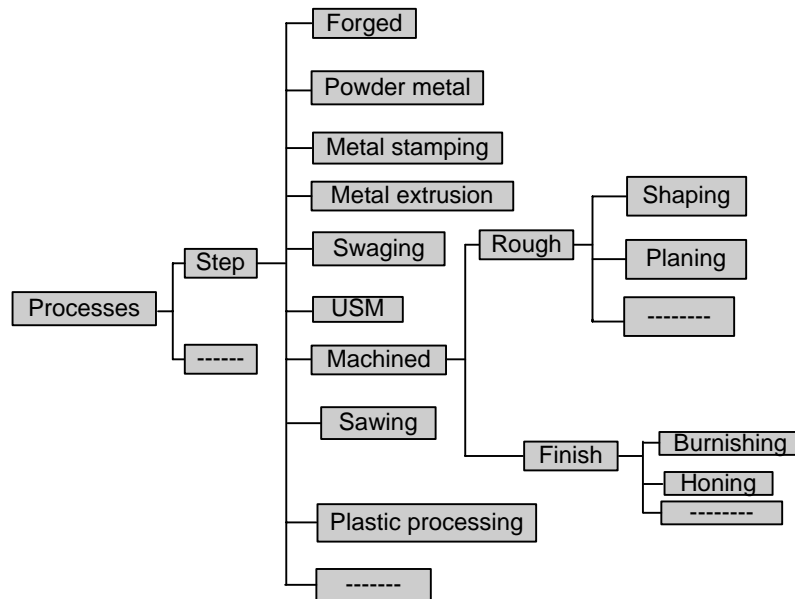 Forged
Powder metal
Metal stamping
Metal extrusion
Shaping
Swaging
Rough
Step
Planing
Processes
USM
--------
------
Machined
Sawing
Finish
Burnishing
Honing
--------
Plastic processing
-------